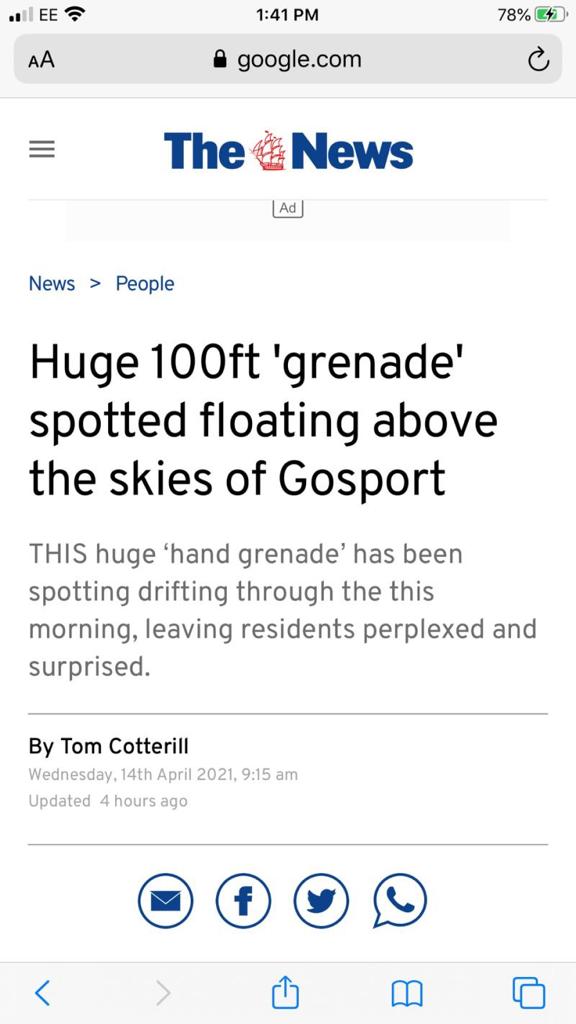 EE 1:41 PM 78%
AA google.com
The News
Ad
News > People
Huge 100ft 'grenade'
spotted floating above
the skies of Gosport
THIS huge ‘hand grenade’ has been
spotting drifting through the this
morning, leaving residents perplexed and
surprised.
By Tom Cotterill
Wednesday, 14th April 2021, 9:15 am
Updated 4 hours ago